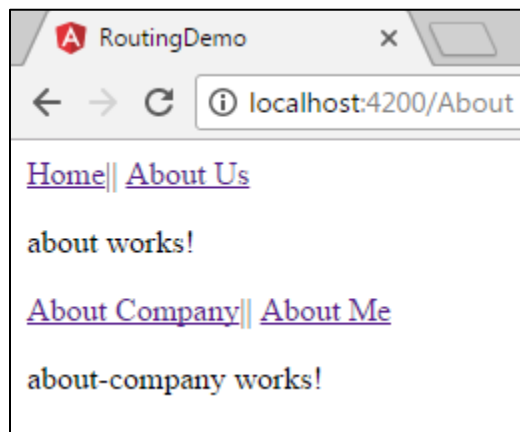 RoutingDemo
localhost:4200/About
Home|| About Us
about works!
About Company|| About Me
about-company works!